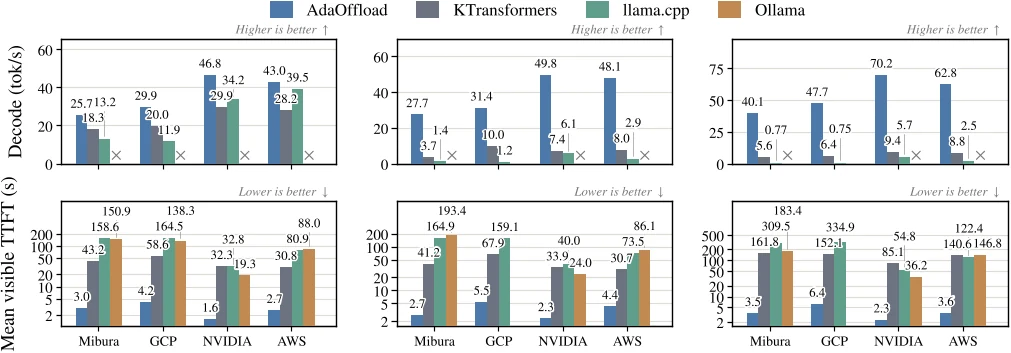 AdaOffload KTransformers llama.cpp Ollama
Higher is better ↑ Higher is better ↑ Higher is better ↑
Decode (tok/s)
60
40
20
0
25.7 18.3 13.2 ×
29.9 20.0 11.9 ×
46.8 29.9 34.2 ×
43.0 28.2 39.5 ×
60
40
20
0
27.7 3.7 1.4 ×
31.4 10.0 1.2
49.8 7.4 6.1 ×
48.1 8.0 2.9 ×
75
50
25
0
40.1 5.6 0.77 ×
47.7 6.4 0.75
70.2 9.4 5.7 ×
62.8 8.8 2.5 ×
Lower is better ↓ Lower is better ↓ Lower is better ↓
Mean visible TTFT (s)
200
100
50
20
10
5
2
3.0 43.2 158.6 150.9
4.2 58.6 164.5 138.3
1.6 32.3 32.8 19.3
2.7 30.8 80.9 88.0
Mibura GCP NVIDIA AWS
200
100
50
20
10
5
2
2.7 41.2 164.9 193.4
5.5 67.9 159.1
2.3 33.9 40.0 24.0
4.4 30.7 73.5 86.1
Mibura GCP NVIDIA AWS
500
200
100
50
20
10
5
2
3.5 161.8 309.5 183.4
6.4 152.1 334.9
2.3 85.1 54.8 36.2
3.6 140.6 122.4 146.8
Mibura GCP NVIDIA AWS